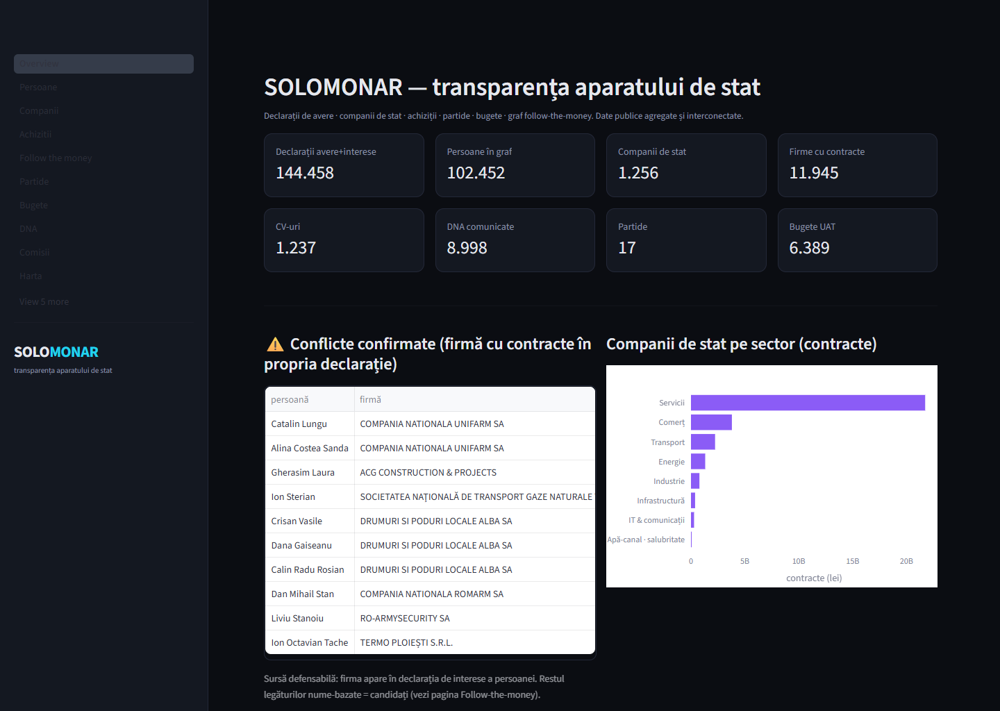 Overview
Persoane
Companii
Achizitii
Follow the money
Partide
Bugete
DNA
Comisii
Harta
View 5 more
SOLOMONAR
transparența aparatului de stat
SOLOMONAR — transparența aparatului de stat
Declarații de avere · companii de stat · achiziții · partide · bugete · graf follow-the-money. Date publice agregate și interconectate.
Declarații avere+interese
144.458
Persoane în graf
102.452
Companii de stat
1.256
Firme cu contracte
11.945
CV-uri
1.237
DNA comunicate
8.998
Partide
17
Bugete UAT
6.389
⚠️ Conflicte confirmate (firmă cu contracte în
propria declarație)
persoană firmă
Catalin Lungu COMPANIA NATIONALA UNIFARM SA
Alina Costea Sanda COMPANIA NATIONALA UNIFARM SA
Gherasim Laura ACG CONSTRUCTION & PROJECTS
Ion Sterian SOCIETATEA NAȚIONALĂ DE TRANSPORT GAZE NATURALE
Crisan Vasile DRUMURI SI PODURI LOCALE ALBA SA
Dana Gaiseanu DRUMURI SI PODURI LOCALE ALBA SA
Calin Radu Rosian DRUMURI SI PODURI LOCALE ALBA SA
Dan Mihail Stan COMPANIA NATIONALA ROMARM SA
Liviu Stanoiu RO-ARMYSECURITY SA
Ion Octavian Tache TERMO PLOIEȘTI S.R.L.
Sursă defensabilă: firma apare în declarația de interese a persoanei. Restul
legăturilor nume-bazate = candidați (vezi pagina Follow-the-money).
Companii de stat pe sector (contracte)
Servicii
Comerț
Transport
Energie
Industrie
Infrastructură
IT & comunicații
Apă-canal · salubritate
0 5B 10B 15B 20B
contracte (lei)